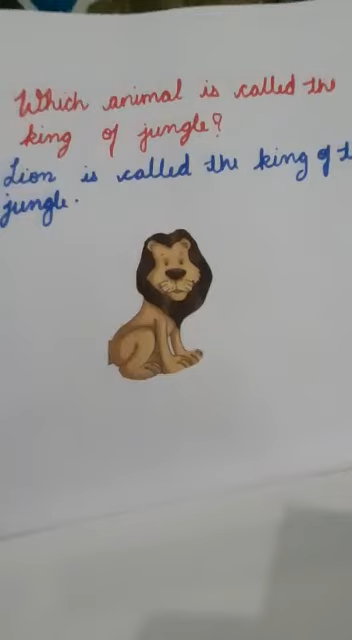 Which animal is called the
king of jungle?
Lion is called the king of
jungle.